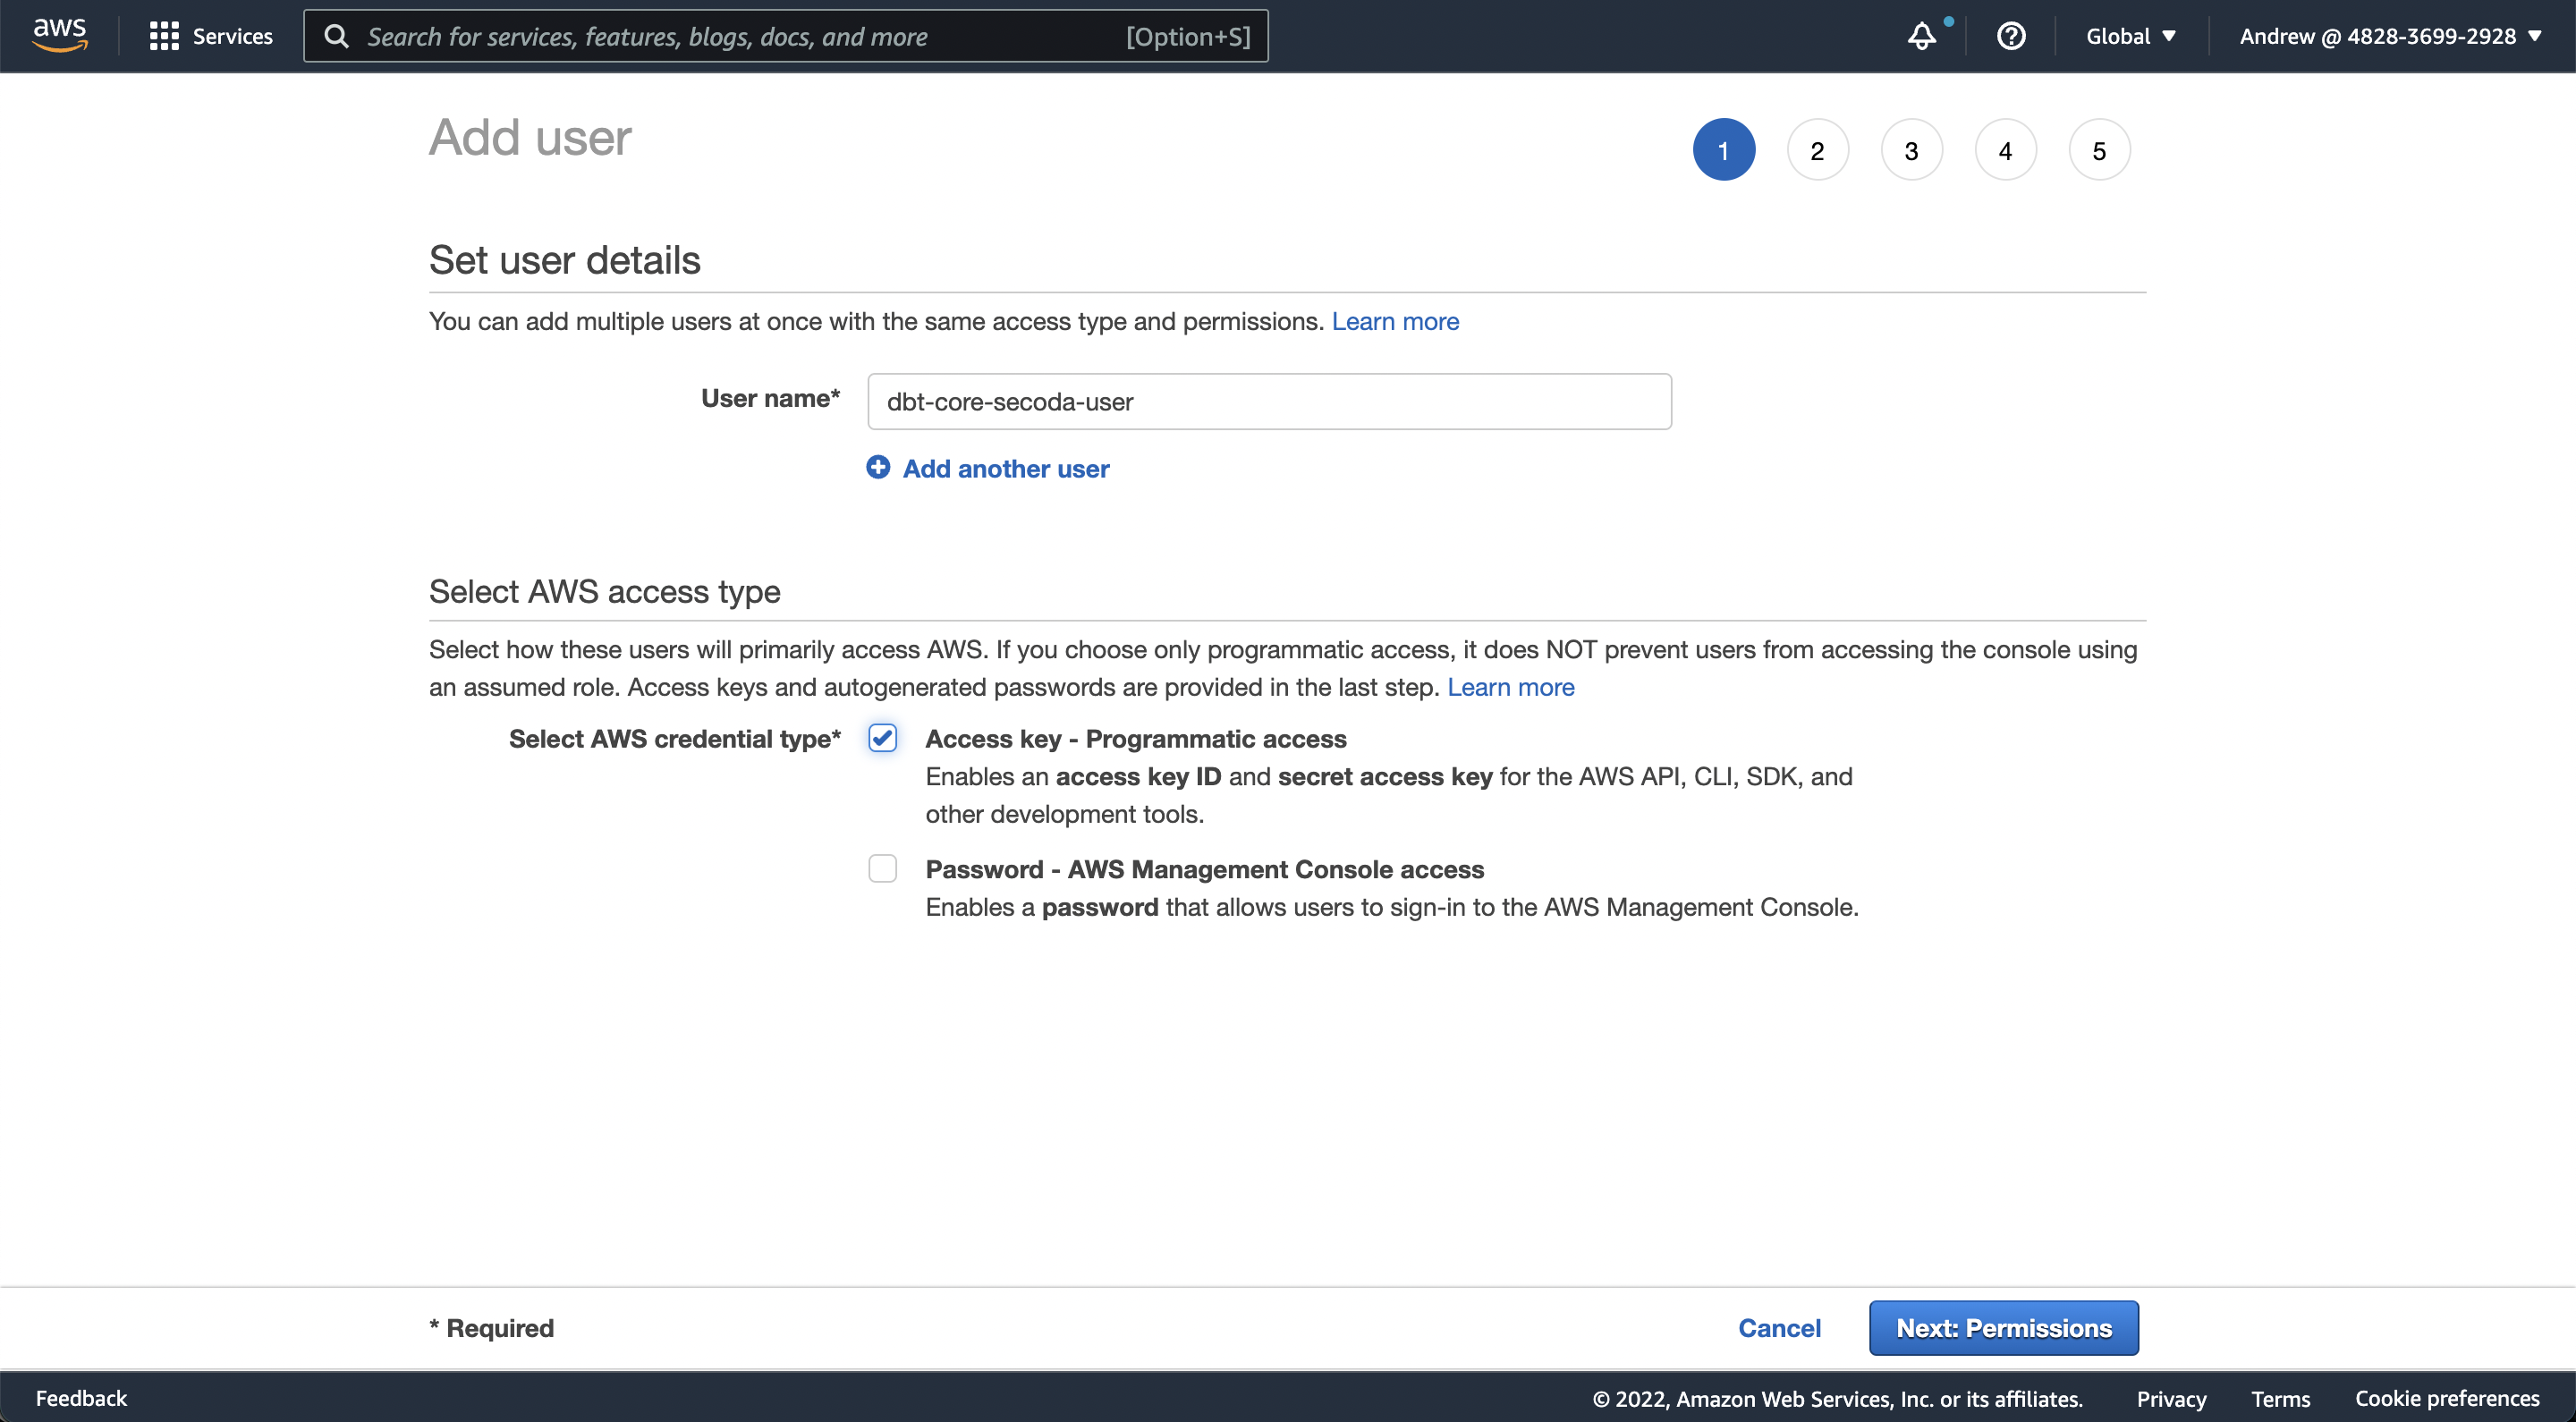 aws
Services
Search for services, features, blogs, docs, and more
[Option+S]
Global
Andrew @ 4828-3699-2928
Add user
1
2
3
4
5
Set user details
You can add multiple users at once with the same access type and permissions. Learn more
User name*
dbt-core-secoda-user
Add another user
Select AWS access type
Select how these users will primarily access AWS. If you choose only programmatic access, it does NOT prevent users from accessing the console using
an assumed role. Access keys and autogenerated passwords are provided in the last step. Learn more
Select AWS credential type*
Access key - Programmatic access
Enables an access key ID and secret access key for the AWS API, CLI, SDK, and
other development tools.
Password - AWS Management Console access
Enables a password that allows users to sign-in to the AWS Management Console.
* Required
Cancel
Next: Permissions
Feedback
© 2022, Amazon Web Services, Inc. or its affiliates.
Privacy
Terms
Cookie preferences